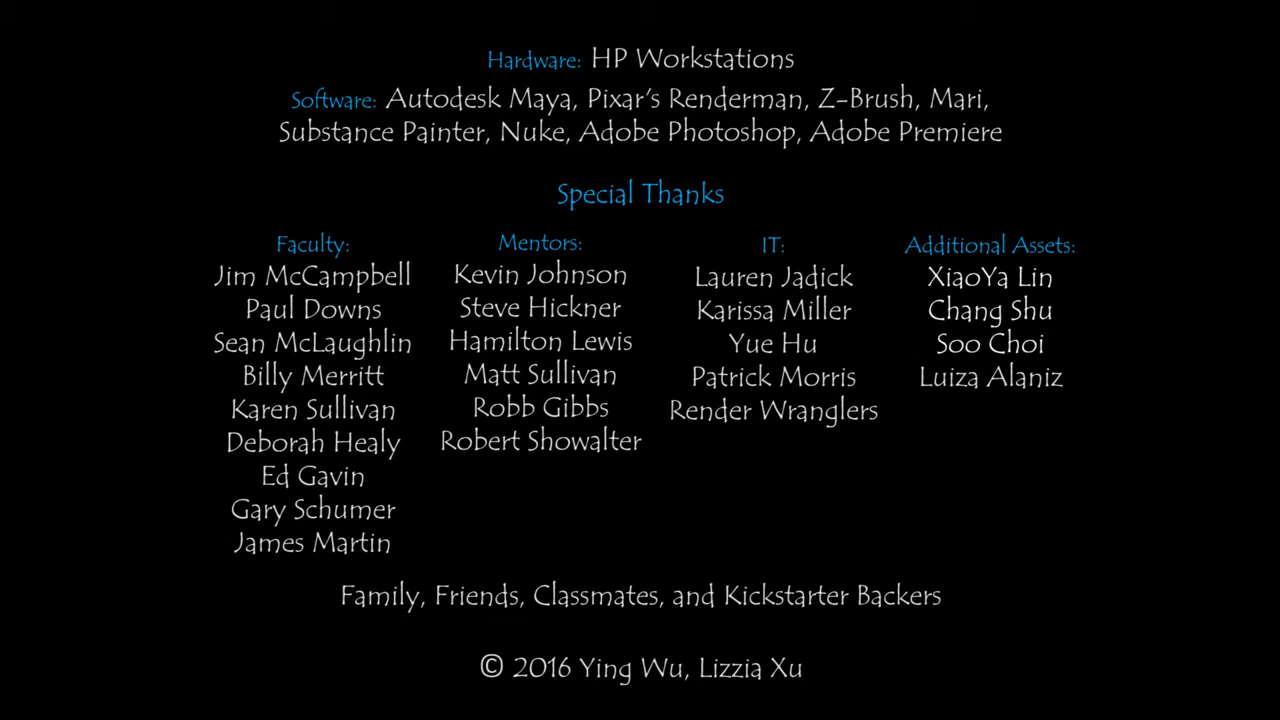 Hardware: HP Workstations
Software: Autodesk Maya, Pixar's Renderman, Z-Brush, Mari,
Substance Painter, Nuke, Adobe Photoshop, Adobe Premiere
Special Thanks
Faculty:
Jim McCampbell
Paul Downs
Sean McLaughlin
Billy Merritt
Karen Sullivan
Deborah Healy
Ed Gavin
Gary Schumer
James Martin
Mentors:
Kevin Johnson
Steve Hickner
Hamilton Lewis
Matt Sullivan
Robb Gibbs
Robert Showalter
IT:
Lauren Jadick
Karissa Miller
Yue Hu
Patrick Morris
Render Wranglers
Additional Assets:
XiaoYa Lin
Chang Shu
Soo Choi
Luiza Alaniz
Family, Friends, Classmates, and Kickstarter Backers
© 2016 Ying Wu, Lizzia Xu